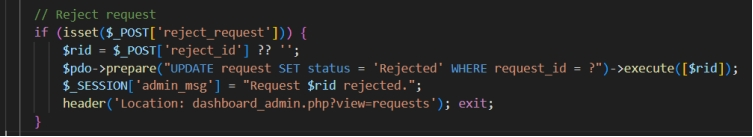 // Reject request
if (isset($_POST['reject_request'])) {
$rid = $_POST['reject_id'] ?? '';
$pdo->prepare("UPDATE request SET status = 'Rejected' WHERE request_id = ?")->execute([$rid]);
$_SESSION['admin_msg'] = "Request $rid rejected.";
header('Location: dashboard_admin.php?view=requests'); exit;
}